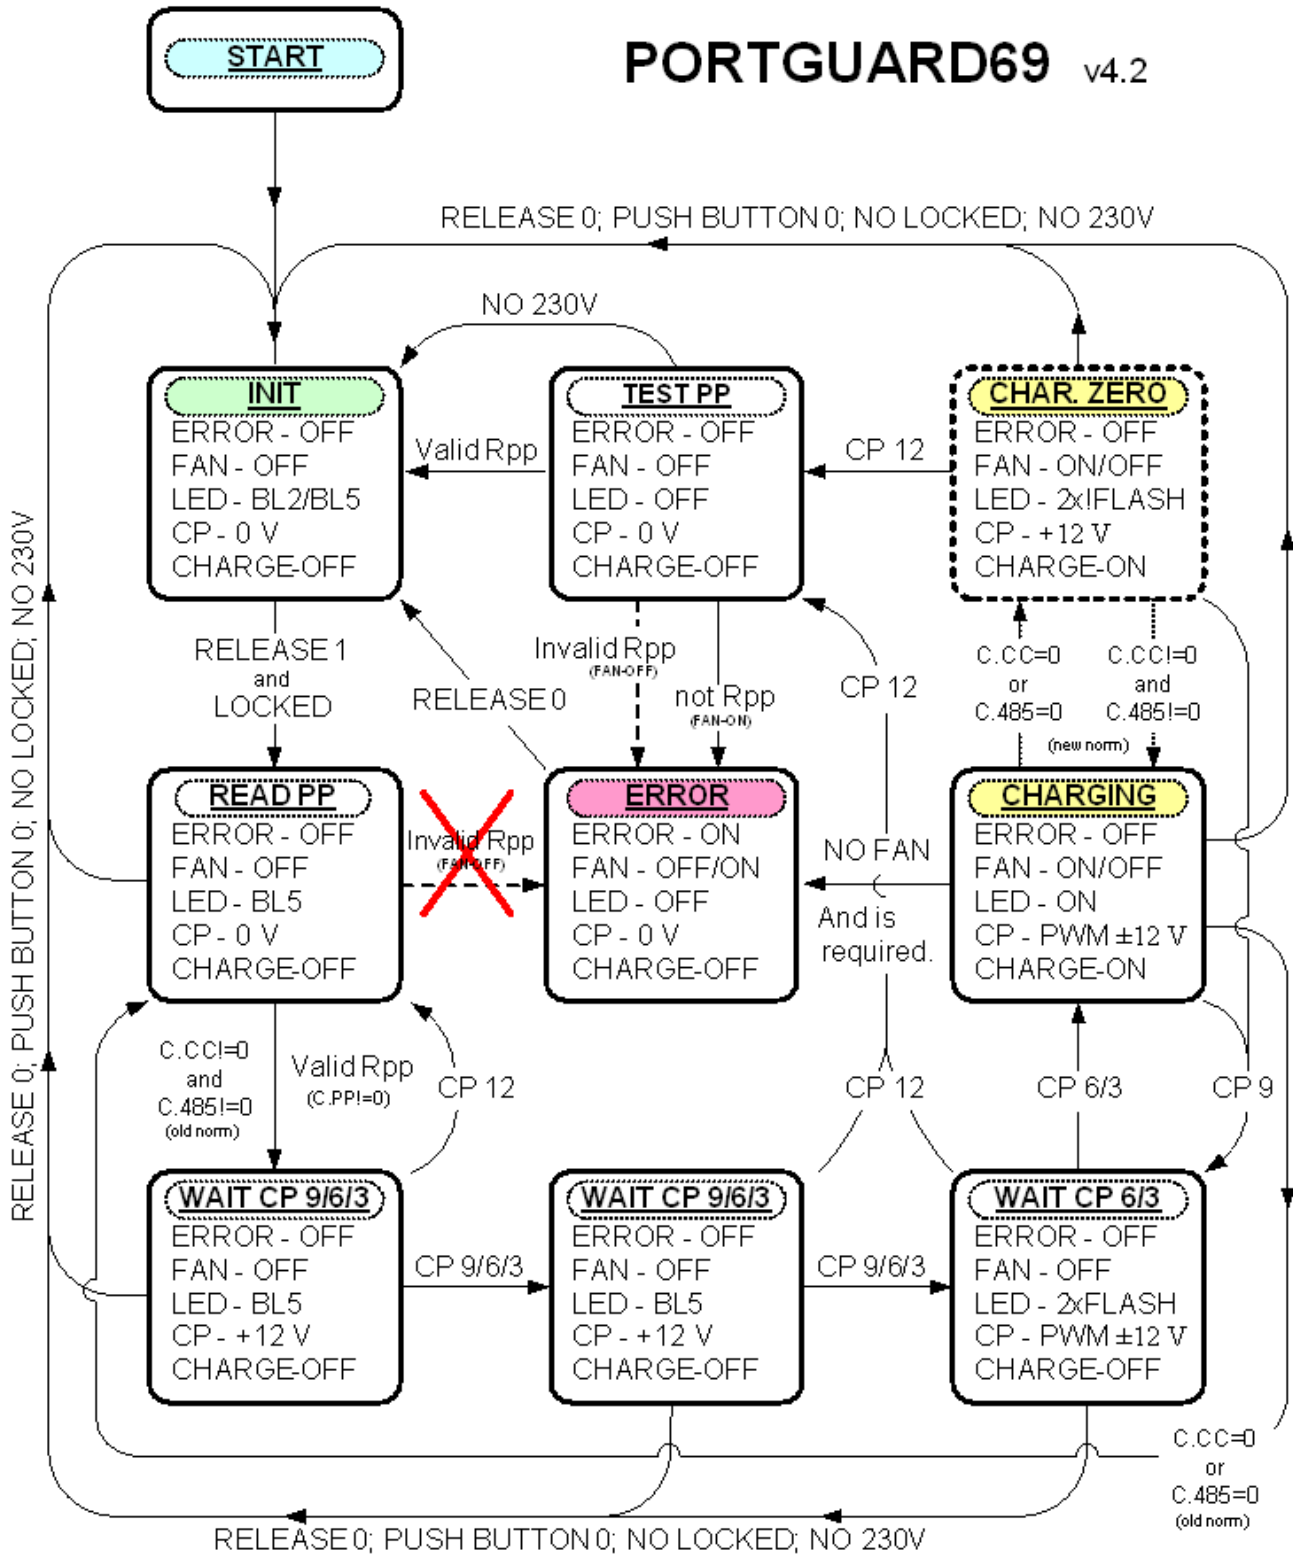 START
PORTGUARD69 v4.2
RELEASE 0; PUSH BUTTON 0; NO LOCKED; NO 230V
NO 230V
INIT
ERROR - OFF
FAN - OFF
LED - BL2/BL5
CP - 0 V
CHARGE-OFF
Valid Rpp
TEST PP
ERROR - OFF
FAN - OFF
LED - OFF
CP - 0 V
CHARGE-OFF
CP 12
CHAR. ZERO
ERROR - OFF
FAN - ON/OFF
LED - 2x!FLASH
CP - +12 V
CHARGE-ON
RELEASE 0; PUSH BUTTON 0; NO LOCKED; NO 230V
RELEASE 1
and
LOCKED
RELEASE 0
Invalid Rpp
(FAN-OFF)
not Rpp
(FAN-ON)
CP 12
C.CC=0
or
C.485=0
C.CC!=0
and
C.485!=0
(new norm)
READ PP
ERROR - OFF
FAN - OFF
LED - BL5
CP - 0 V
CHARGE-OFF
Invalid Rpp
(FAN-OFF)
ERROR
ERROR - ON
FAN - OFF/ON
LED - OFF
CP - 0 V
CHARGE-OFF
NO FAN
And is
required.
CHARGING
ERROR - OFF
FAN - ON/OFF
LED - ON
CP - PWM ±12 V
CHARGE-ON
C.CC!=0
and
C.485!=0
(old norm)
Valid Rpp
(C.PP!=0)
CP 12
CP 12
CP 6/3
CP 9
WAIT CP 9/6/3
ERROR - OFF
FAN - OFF
LED - BL5
CP - +12 V
CHARGE-OFF
CP 9/6/3
WAIT CP 9/6/3
ERROR - OFF
FAN - OFF
LED - BL5
CP - +12 V
CHARGE-OFF
CP 9/6/3
WAIT CP 6/3
ERROR - OFF
FAN - OFF
LED - 2xFLASH
CP - PWM ±12 V
CHARGE-OFF
C.CC=0
or
C.485=0
(old norm)
RELEASE 0; PUSH BUTTON 0; NO LOCKED; NO 230V